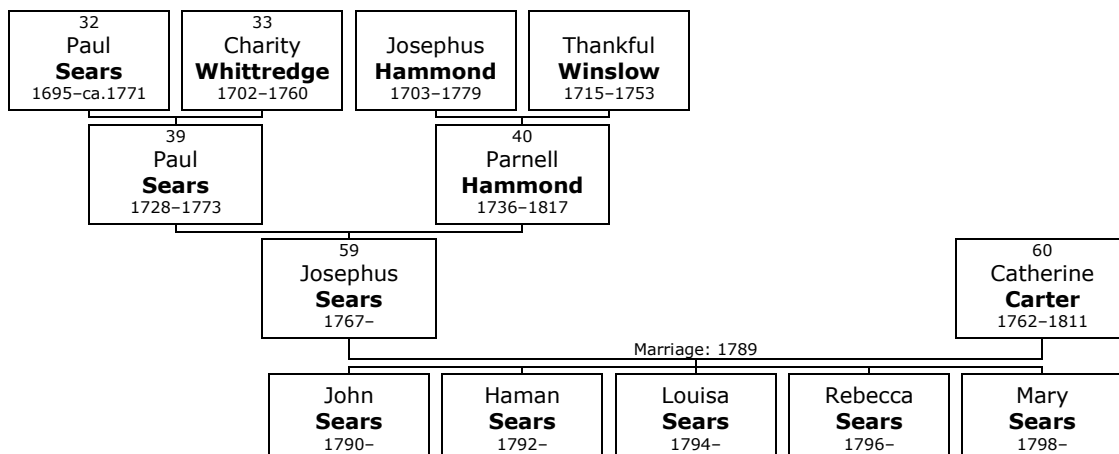 32
Paul
Sears
1695–ca.1771
33
Charity
Whittredge
1702–1760
Josephus
Hammond
1703–1779
Thankful
Winslow
1715–1753
39
Paul
Sears
1728–1773
40
Parnell
Hammond
1736–1817
59
Josephus
Sears
1767–
60
Catherine
Carter
1762–1811
Marriage: 1789
John
Sears
1790–
Haman
Sears
1792–
Louisa
Sears
1794–
Rebecca
Sears
1796–
Mary
Sears
1798–